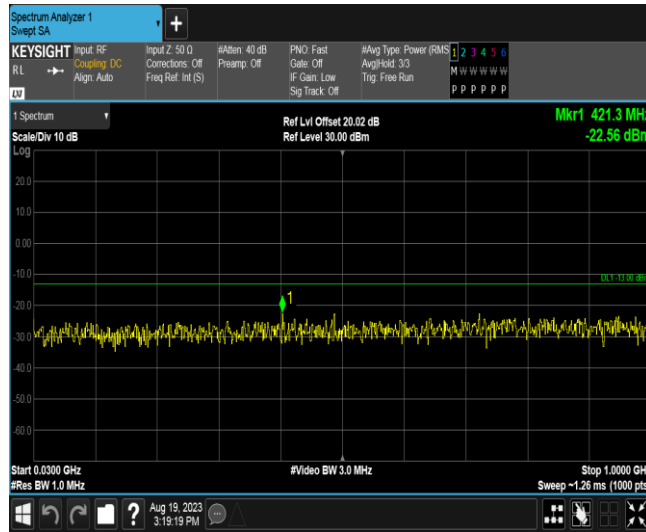 Spectrum Analyzer 1
Swept SA
+
KEYSIGHT Input: RF Input Z: 50 Ω #Atten: 40 dB PNO: Fast #Avg Type: Power (RMS 1 2 3 4 5 6
RL Coupling: DC Corrections: Off Preamp: Off Gate: Off Avg|Hold: 3/3 M W W W W W
Align: Auto Freq Ref: Int (S) IF Gain: Low Trig: Free Run
Sig Track: Off P P P P P P
LXI
1 Spectrum Ref Lvl Offset 20.02 dB Mkr1 421.3 MH
Scale/Div 10 dB Ref Level 30.00 dBm -22.56 dBm
Log
20.0
10.0
0.00
-10.0
DL1 -13.00 dB
1
-20.0
-30.0
-40.0
-50.0
-60.0
Start 0.0300 GHz #Video BW 3.0 MHz Stop 1.0000 GH
#Res BW 1.0 MHz Sweep ~1.26 ms (1000 pts
? Aug 19, 2023
3:19:19 PM